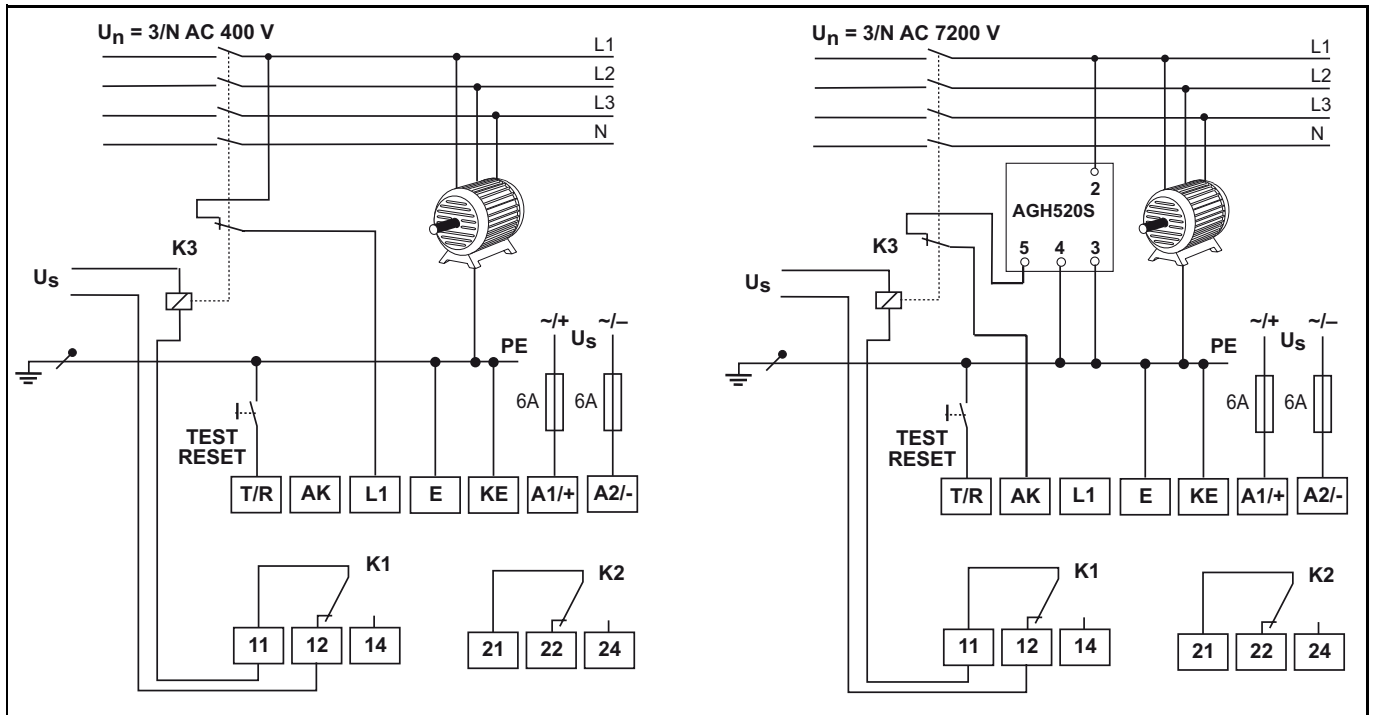 Un = 3/N AC 400 V
L1
L2
L3
N
K3
Us
PE
~/+
Us
~/–
6A
6A
TEST
RESET
T/R
AK
L1
E
KE
A1/+
A2/-
K1
11
12
14
K2
21
22
24
Un = 3/N AC 7200 V
L1
L2
L3
N
2
AGH520S
5
4
3
K3
Us
PE
~/+
Us
~/–
6A
6A
TEST
RESET
T/R
AK
L1
E
KE
A1/+
A2/-
K1
11
12
14
K2
21
22
24